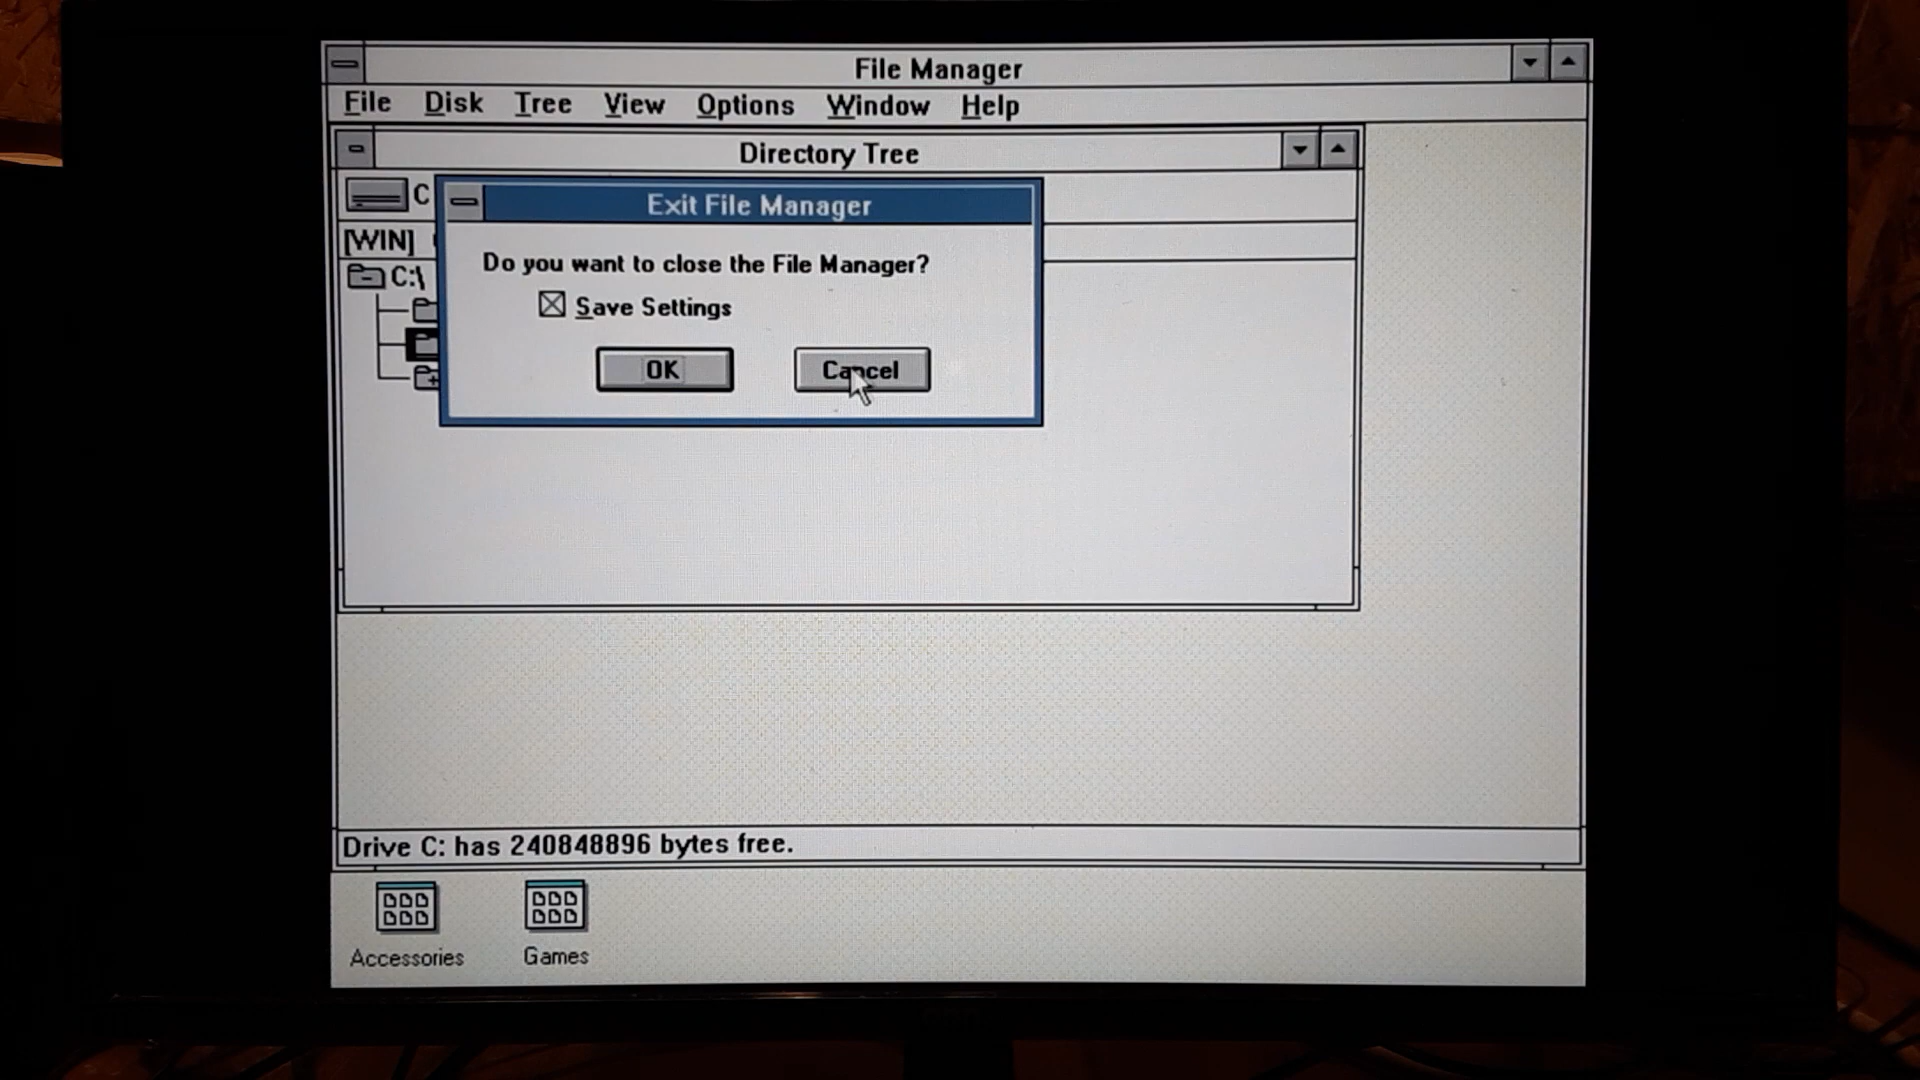 File Manager
File Disk Tree View Options Window Help
Directory Tree
C
Exit File Manager
[WIN]
Do you want to close the File Manager?
C:\
Save Settings
OK Cancel
Drive C: has 240848896 bytes free.
Accessories Games